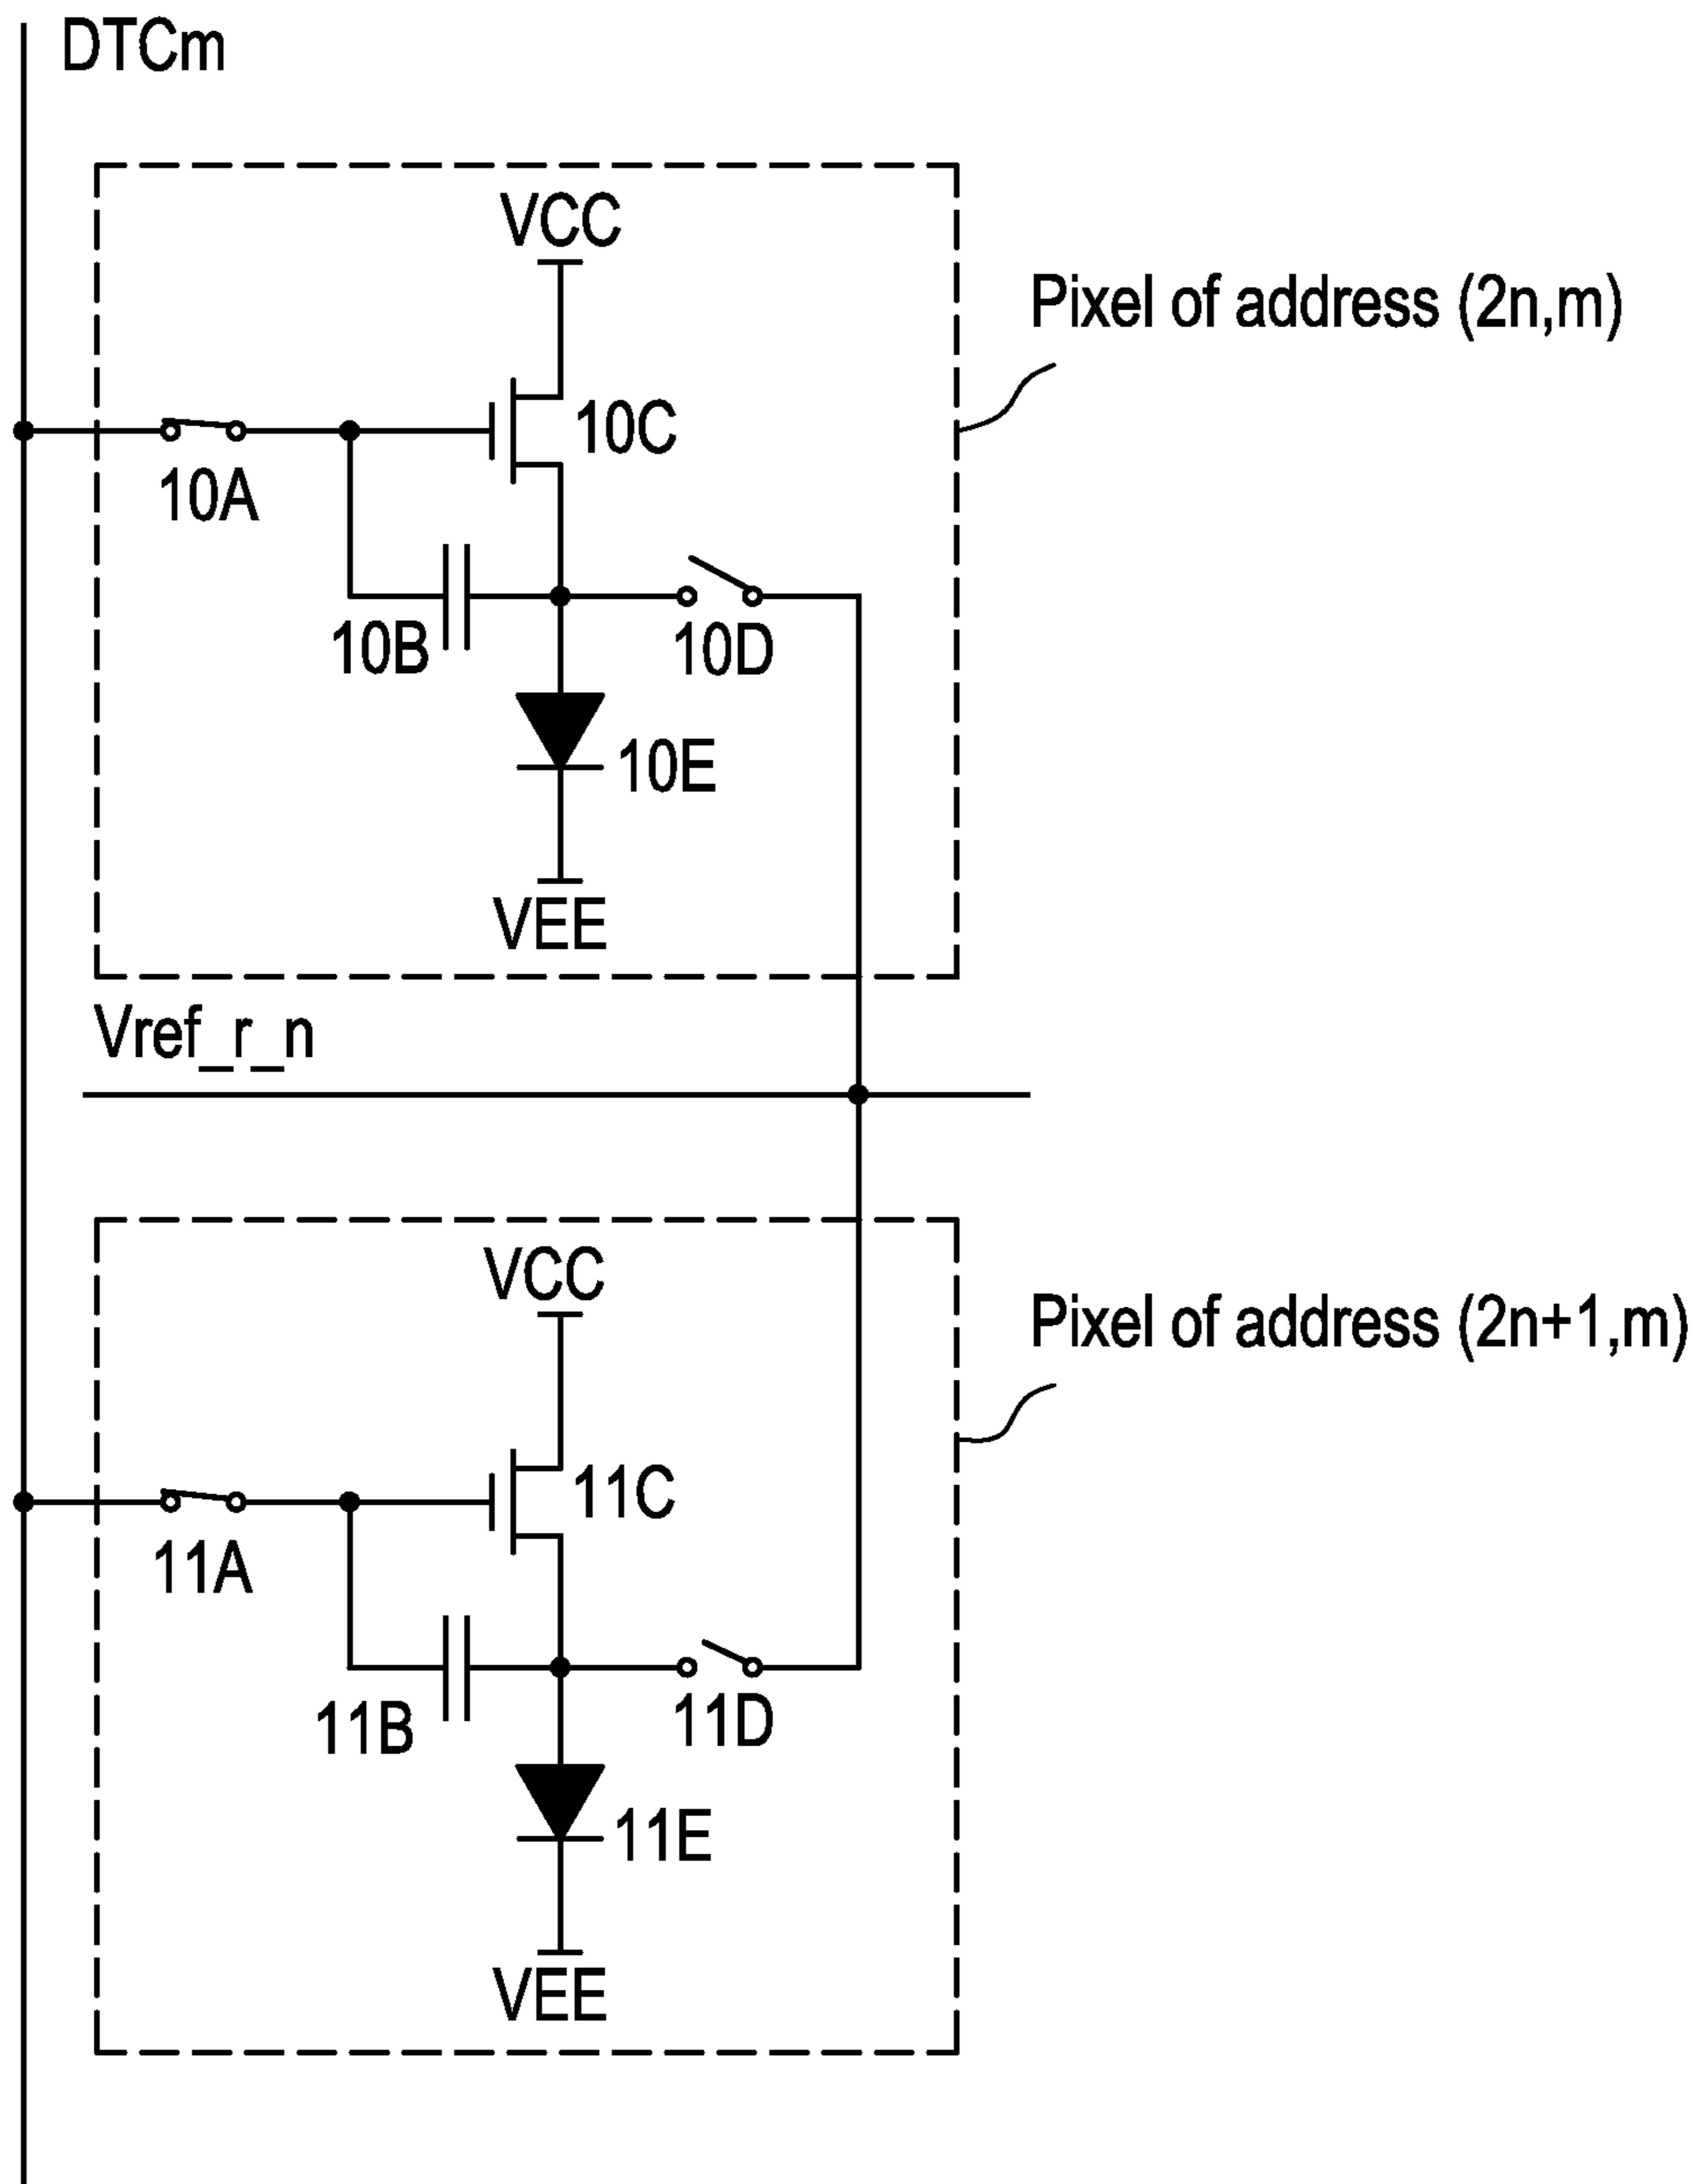 DTCm
VCC
Pixel of address (2n,m)
10C
10A
10B
10D
10E
VEE
Vref_r_n
VCC
Pixel of address (2n+1,m)
11C
11A
11B
11D
11E
VEE